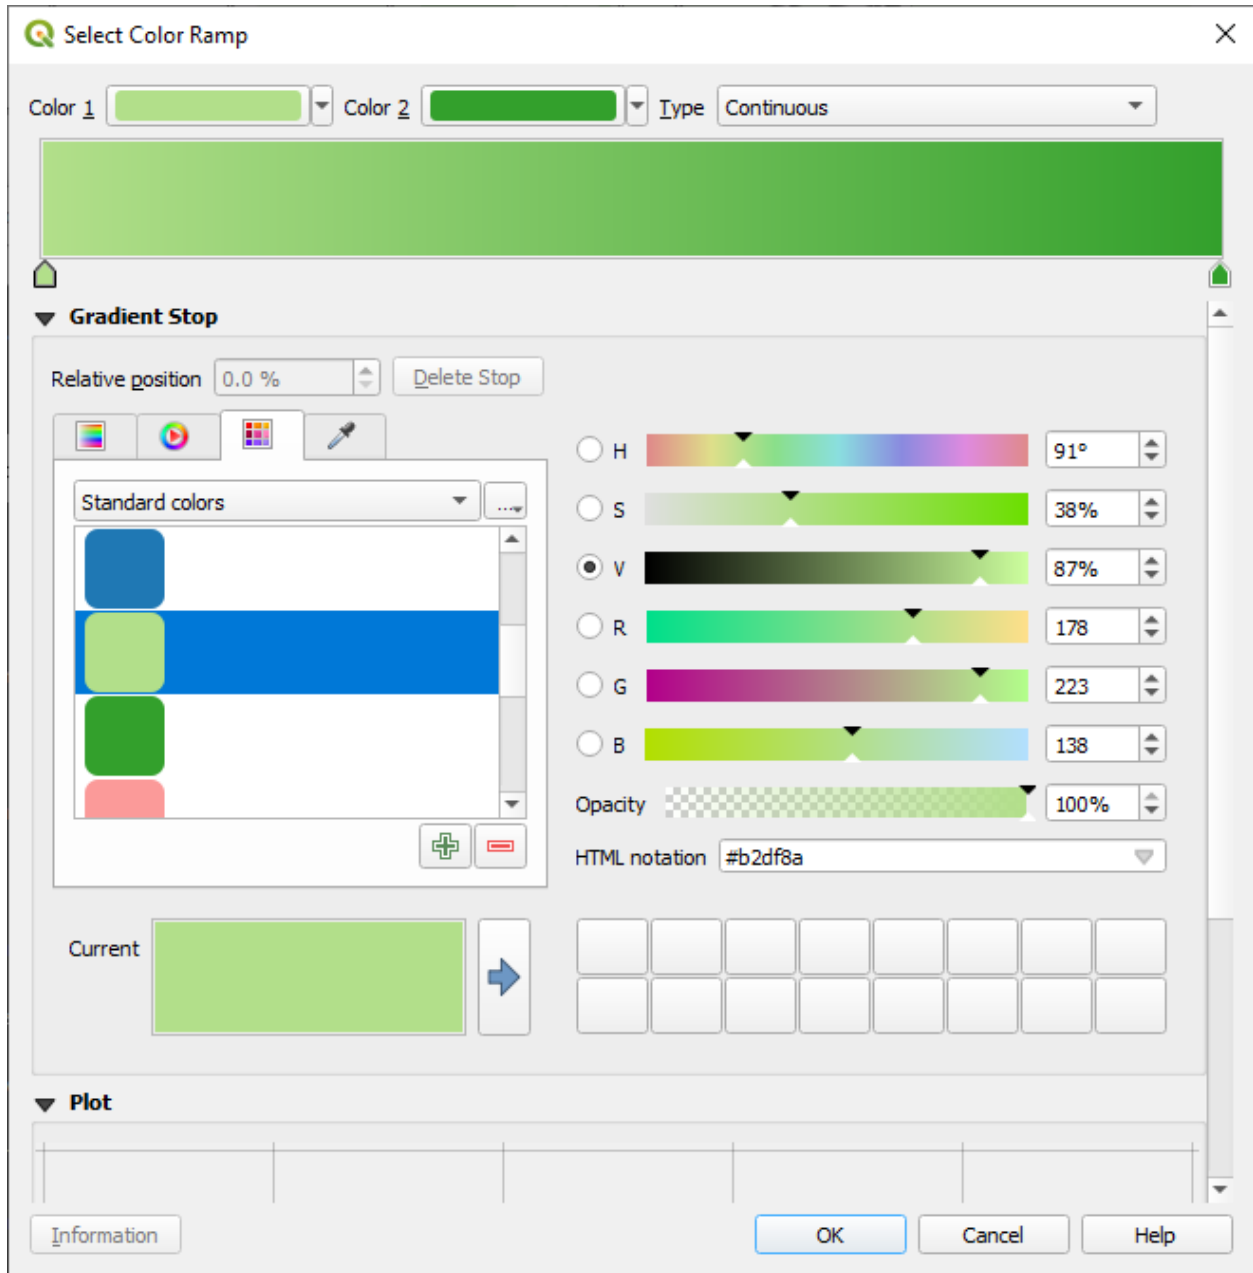 Select Color Ramp
Color 1 Color 2 Type Continuous
Gradient Stop
Relative position 0.0 % Delete Stop
H 91°
Standard colors ...
S 38%
V 87%
R 178
G 223
B 138
Opacity 100%
HTML notation #b2df8a
Current
Plot
Information OK Cancel Help